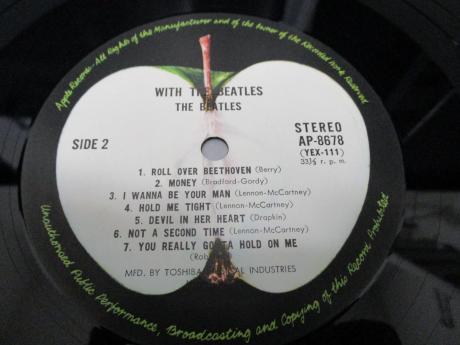 Apple Records - All Rights of the Manufacturer and of the Owner of the Recorded Work Reserved
WITH THE BEATLES
THE BEATLES
SIDE 2
STEREO
AP-8678
(YEX-111)
33⅓ r. p. m.
1. ROLL OVER BEETHOVEN (Berry)
2. MONEY (Bradford-Gordy)
3. I WANNA BE YOUR MAN (Lennon-McCartney)
4. HOLD ME TIGHT (Lennon-McCartney)
5. DEVIL IN HER HEART (Drapkin)
6. NOT A SECOND TIME (Lennon-McCartney)
7. YOU REALLY GOTTA HOLD ON ME
MFD. BY TOSHIBA INDUSTRIES
Unauthorised Public Performance, Broadcasting and Copying of this Record Prohibited